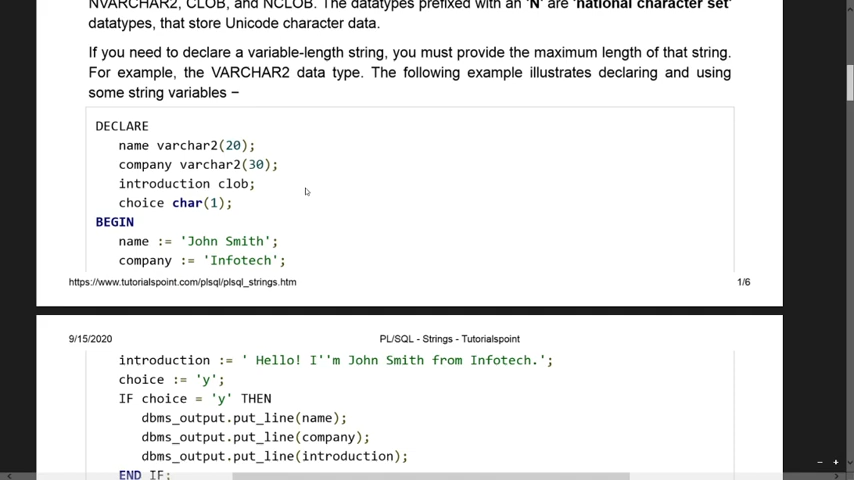 NVARCHAR2, CLOB, and NCLOB. The datatypes prefixed with an 'N' are 'national character set'
datatypes, that store Unicode character data.
If you need to declare a variable-length string, you must provide the maximum length of that string.
For example, the VARCHAR2 data type. The following example illustrates declaring and using
some string variables −
DECLARE
name varchar2(20);
company varchar2(30);
introduction clob;
choice char(1);
BEGIN
name := 'John Smith';
company := 'Infotech';
https://www.tutorialspoint.com/plsql/plsql_strings.htm 1/6
9/15/2020 PL/SQL - Strings - Tutorialspoint
introduction := ' Hello! I''m John Smith from Infotech.';
choice := 'y';
IF choice = 'y' THEN
dbms_output.put_line(name);
dbms_output.put_line(company);
dbms_output.put_line(introduction);
END IF;